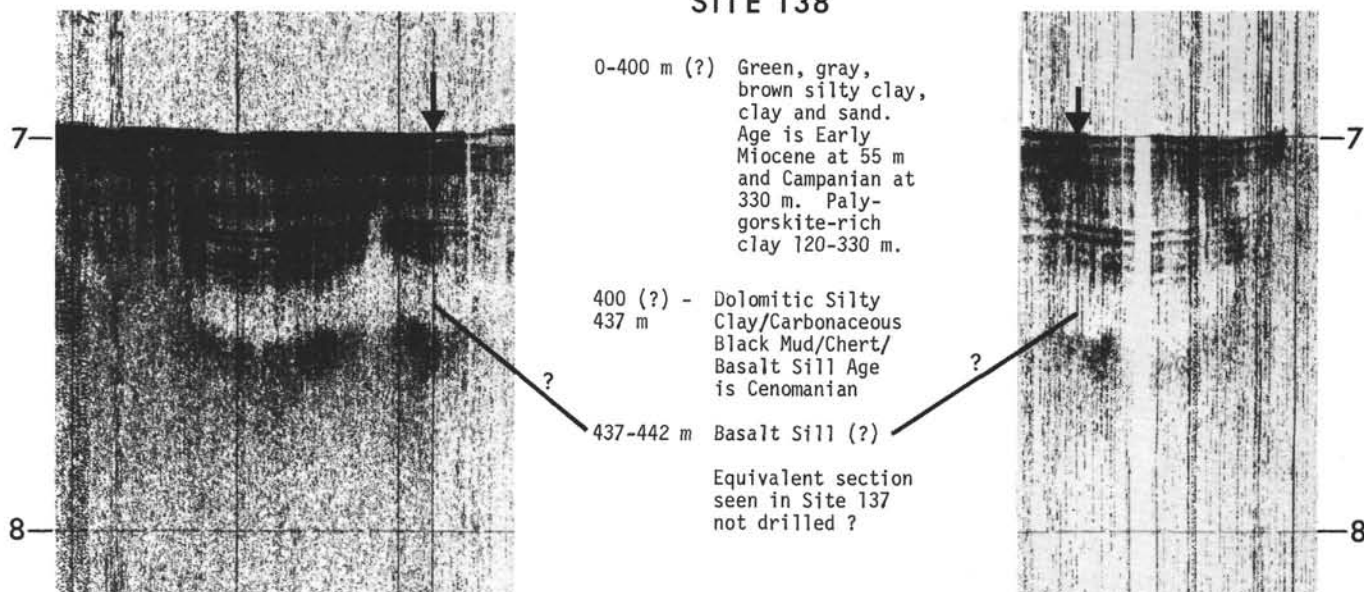 SITE 138
0-400 m (?) Green, gray,
brown silty clay,
clay and sand.
Age is Early
Miocene at 55 m
and Campanian at
330 m. Paly-
gorskite-rich
clay 120-330 m.
400 (?) - Dolomitic Silty
437 m Clay/Carbonaceous
Black Mud/Chert/
Basalt Sill Age
is Cenomanian
?
?
437-442 m Basalt Sill (?)
Equivalent section
seen in Site 137
not drilled ?
7
7
8
8